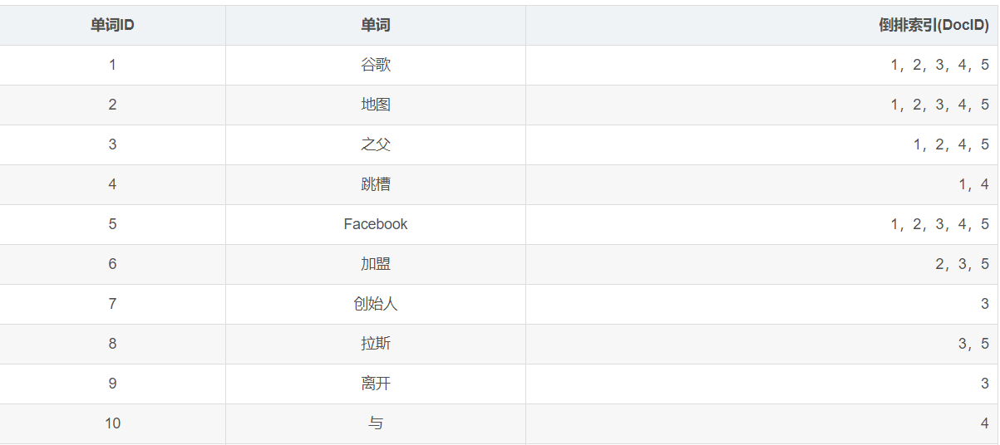 单词ID 单词 倒排索引(DocID)
1 谷歌 1，2，3，4，5
2 地图 1，2，3，4，5
3 之父 1，2，4，5
4 跳槽 1，4
5 Facebook 1，2，3，4，5
6 加盟 2，3，5
7 创始人 3
8 拉斯 3，5
9 离开 3
10 与 4